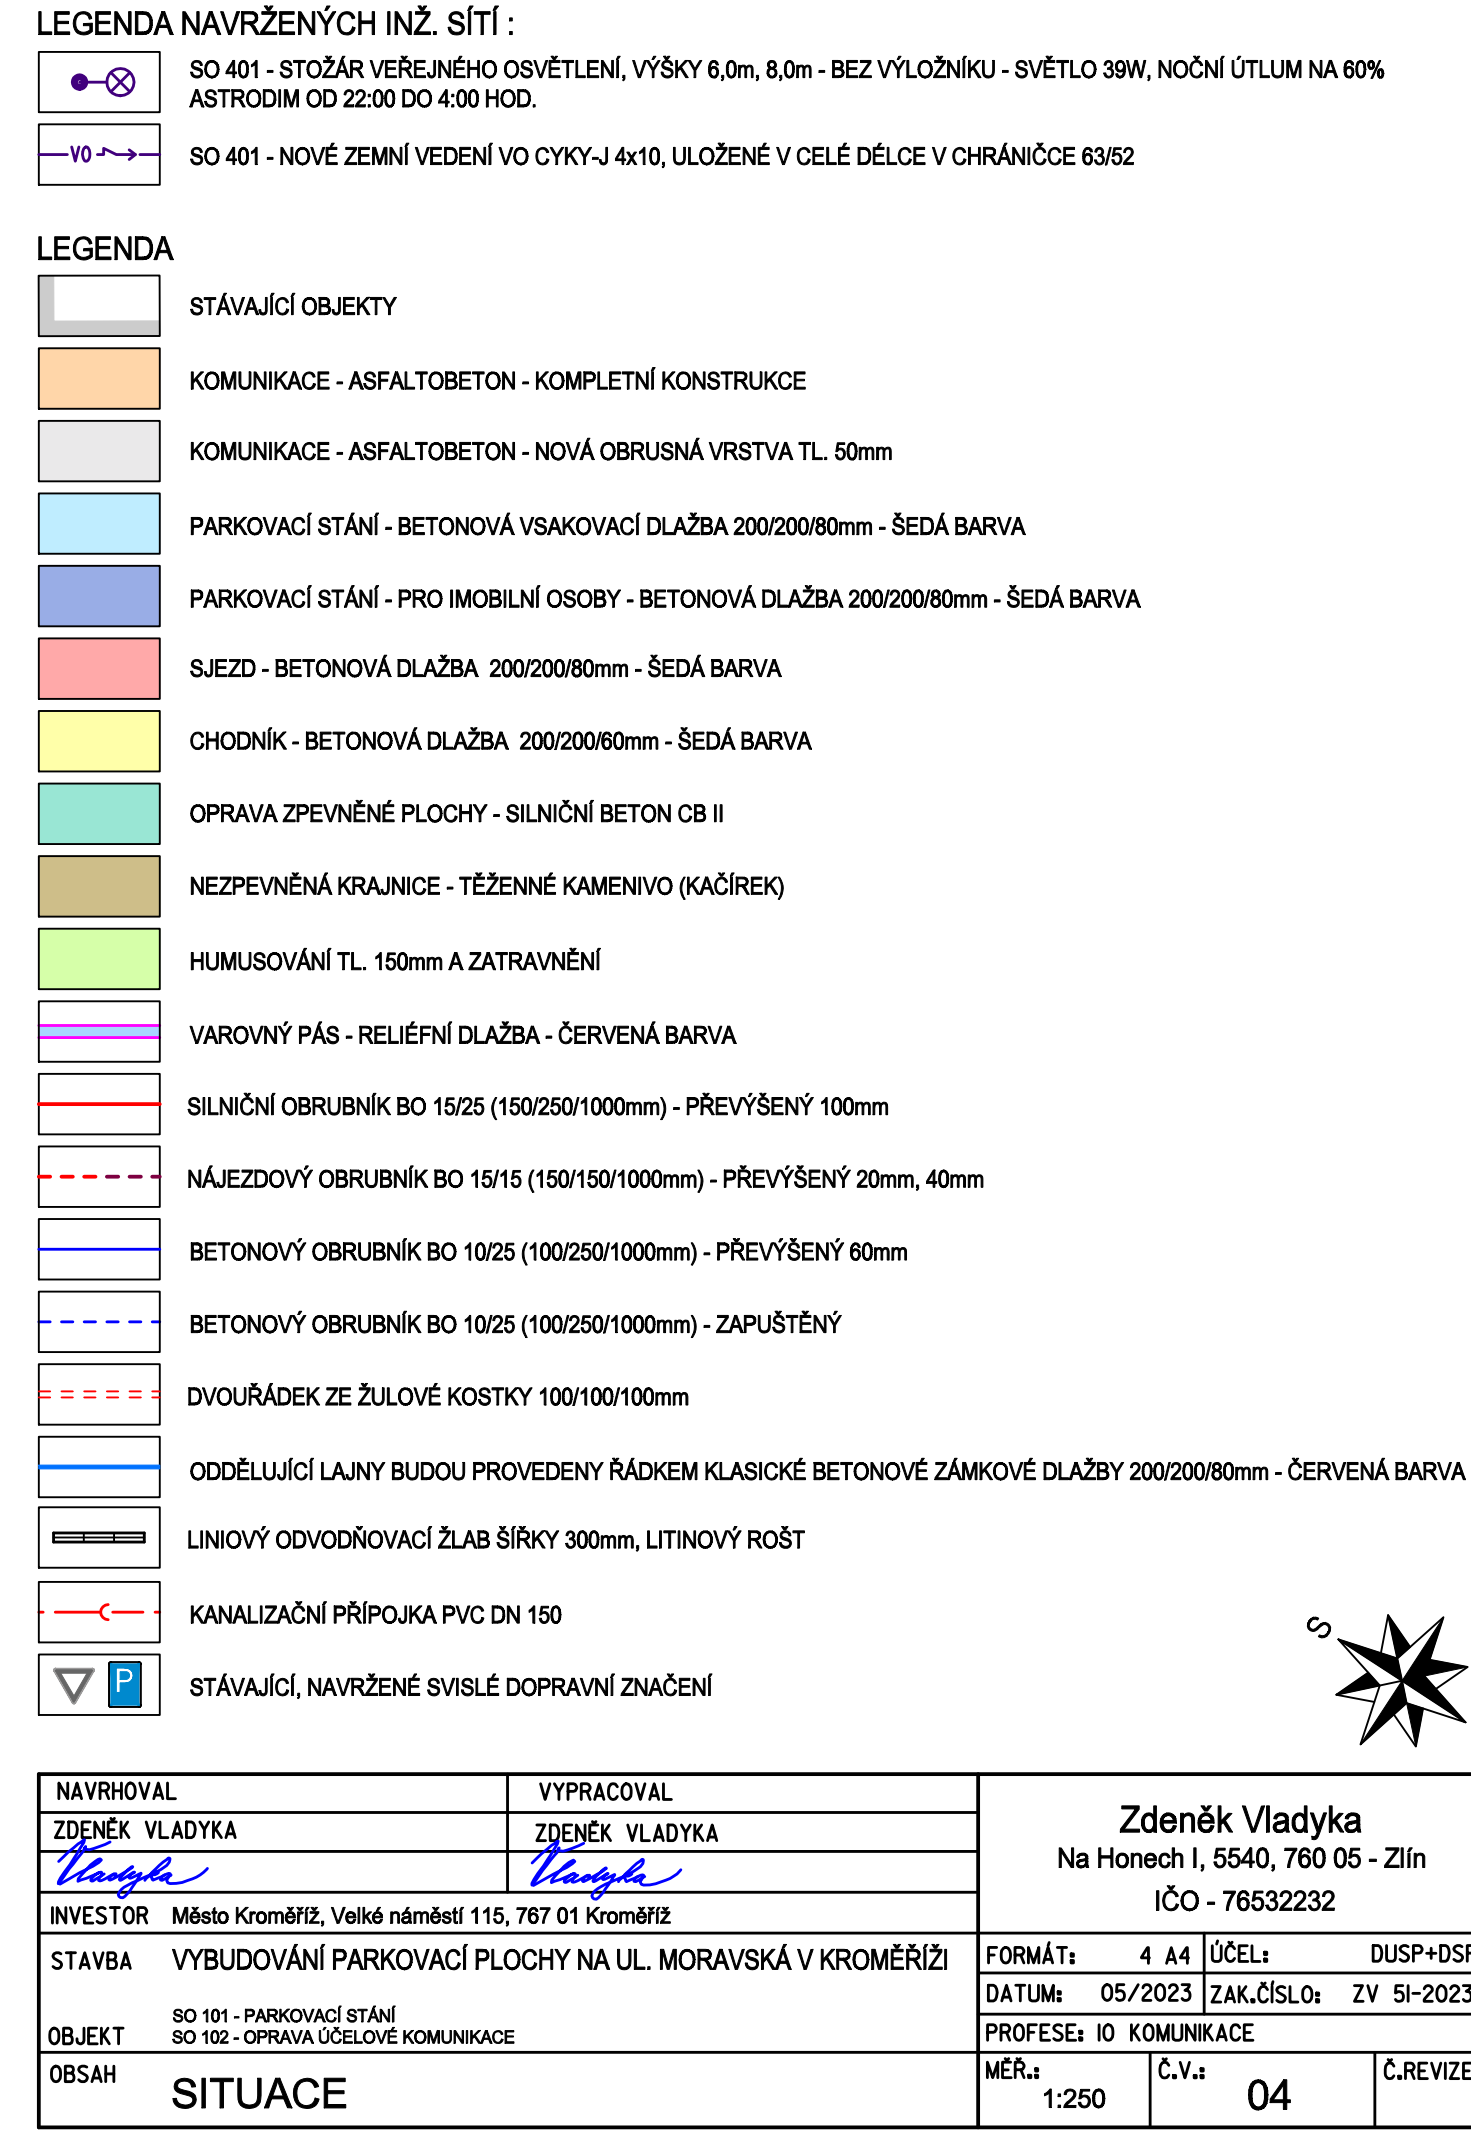 LEGENDA NAVRŽENÝCH INŽ. SÍTÍ :
SO 401 - STOŽÁR VEŘEJNÉHO OSVĚTLENÍ, VÝŠKY 6,0m, 8,0m - BEZ VÝLOŽNÍKU - SVĚTLO 39W, NOČNÍ ÚTLUM NA 60%
ASTRODIM OD 22:00 DO 4:00 HOD.
VO
SO 401 - NOVÉ ZEMNÍ VEDENÍ VO CYKY-J 4x10, ULOŽENÉ V CELÉ DÉLCE V CHRÁNIČCE 63/52
LEGENDA
STÁVAJÍCÍ OBJEKTY
KOMUNIKACE - ASFALTOBETON - KOMPLETNÍ KONSTRUKCE
KOMUNIKACE - ASFALTOBETON - NOVÁ OBRUSNÁ VRSTVA TL. 50mm
PARKOVACÍ STÁNÍ - BETONOVÁ VSAKOVACÍ DLAŽBA 200/200/80mm - ŠEDÁ BARVA
PARKOVACÍ STÁNÍ - PRO IMOBILNÍ OSOBY - BETONOVÁ DLAŽBA 200/200/80mm - ŠEDÁ BARVA
SJEZD - BETONOVÁ DLAŽBA 200/200/80mm - ŠEDÁ BARVA
CHODNÍK - BETONOVÁ DLAŽBA 200/200/60mm - ŠEDÁ BARVA
OPRAVA ZPEVNĚNÉ PLOCHY - SILNIČNÍ BETON CB II
NEZPEVNĚNÁ KRAJNICE - TĚŽENNÉ KAMENIVO (KAČÍREK)
HUMUSOVÁNÍ TL. 150mm A ZATRAVNĚNÍ
VAROVNÝ PÁS - RELIÉFNÍ DLAŽBA - ČERVENÁ BARVA
SILNIČNÍ OBRUBNÍK BO 15/25 (150/250/1000mm) - PŘEVÝŠENÝ 100mm
NÁJEZDOVÝ OBRUBNÍK BO 15/15 (150/150/1000mm) - PŘEVÝŠENÝ 20mm, 40mm
BETONOVÝ OBRUBNÍK BO 10/25 (100/250/1000mm) - PŘEVÝŠENÝ 60mm
BETONOVÝ OBRUBNÍK BO 10/25 (100/250/1000mm) - ZAPUŠTĚNÝ
DVOUŘÁDEK ZE ŽULOVÉ KOSTKY 100/100/100mm
ODDĚLUJÍCÍ LAJNY BUDOU PROVEDENY ŘÁDKEM KLASICKÉ BETONOVÉ ZÁMKOVÉ DLAŽBY 200/200/80mm - ČERVENÁ BARVA
LINIOVÝ ODVODŇOVACÍ ŽLAB ŠÍŘKY 300mm, LITINOVÝ ROŠT
KANALIZAČNÍ PŘÍPOJKA PVC DN 150
S
P
STÁVAJÍCÍ, NAVRŽENÉ SVISLÉ DOPRAVNÍ ZNAČENÍ
NAVRHOVAL
VYPRACOVAL
ZDENĚK VLADYKA
ZDENĚK VLADYKA
Vladyka
Vladyka
Zdeněk Vladyka
Na Honech I, 5540, 760 05 - Zlín
IČO - 76532232
INVESTOR Město Kroměříž, Velké náměstí 115, 767 01 Kroměříž
STAVBA VYBUDOVÁNÍ PARKOVACÍ PLOCHY NA UL. MORAVSKÁ V KROMĚŘÍŽI
OBJEKT SO 101 - PARKOVACÍ STÁNÍ
SO 102 - OPRAVA ÚČELOVÉ KOMUNIKACE
OBSAH SITUACE
FORMÁT: 4 A4 ÚČEL: DUSP+DSP
DATUM: 05/2023 ZAK.ČÍSLO: ZV 51-2023
PROFESE: IO KOMUNIKACE
MĚŘ.: 1:250
Č.V.: 04
Č.REVIZE